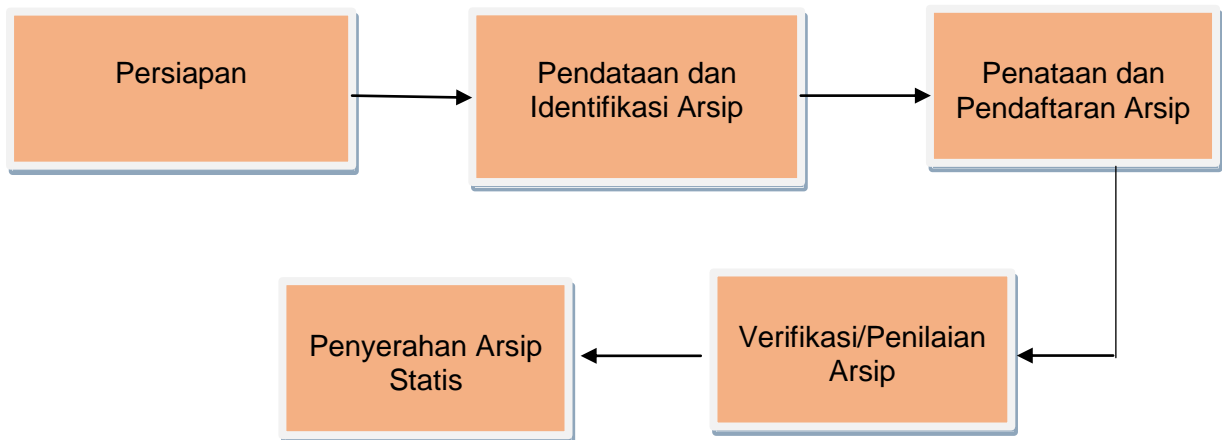 Persiapan
Pendataan dan
Identifikasi Arsip
Penataan dan
Pendaftaran Arsip
Verifikasi/Penilaian
Arsip
Penyerahan Arsip
Statis